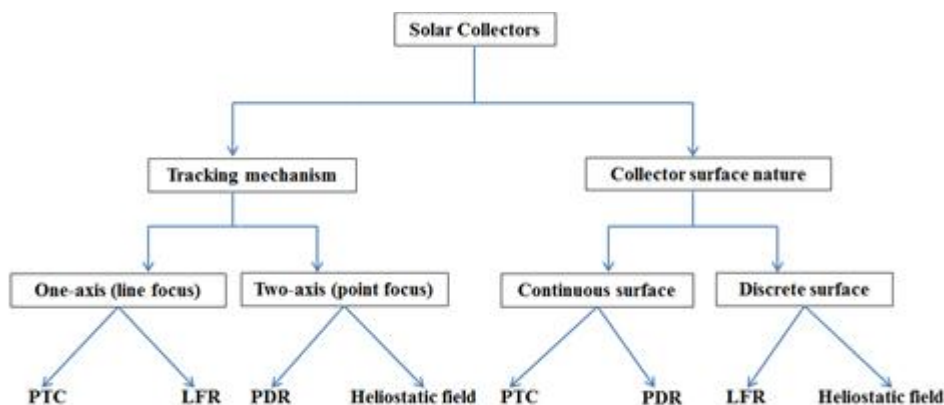 Solar Collectors
Tracking mechanism
Collector surface nature
One-axis (line focus)
Two-axis (point focus)
Continuous surface
Discrete surface
PTC
LFR
PDR
Heliostatic field
PTC
PDR
LFR
Heliostatic field